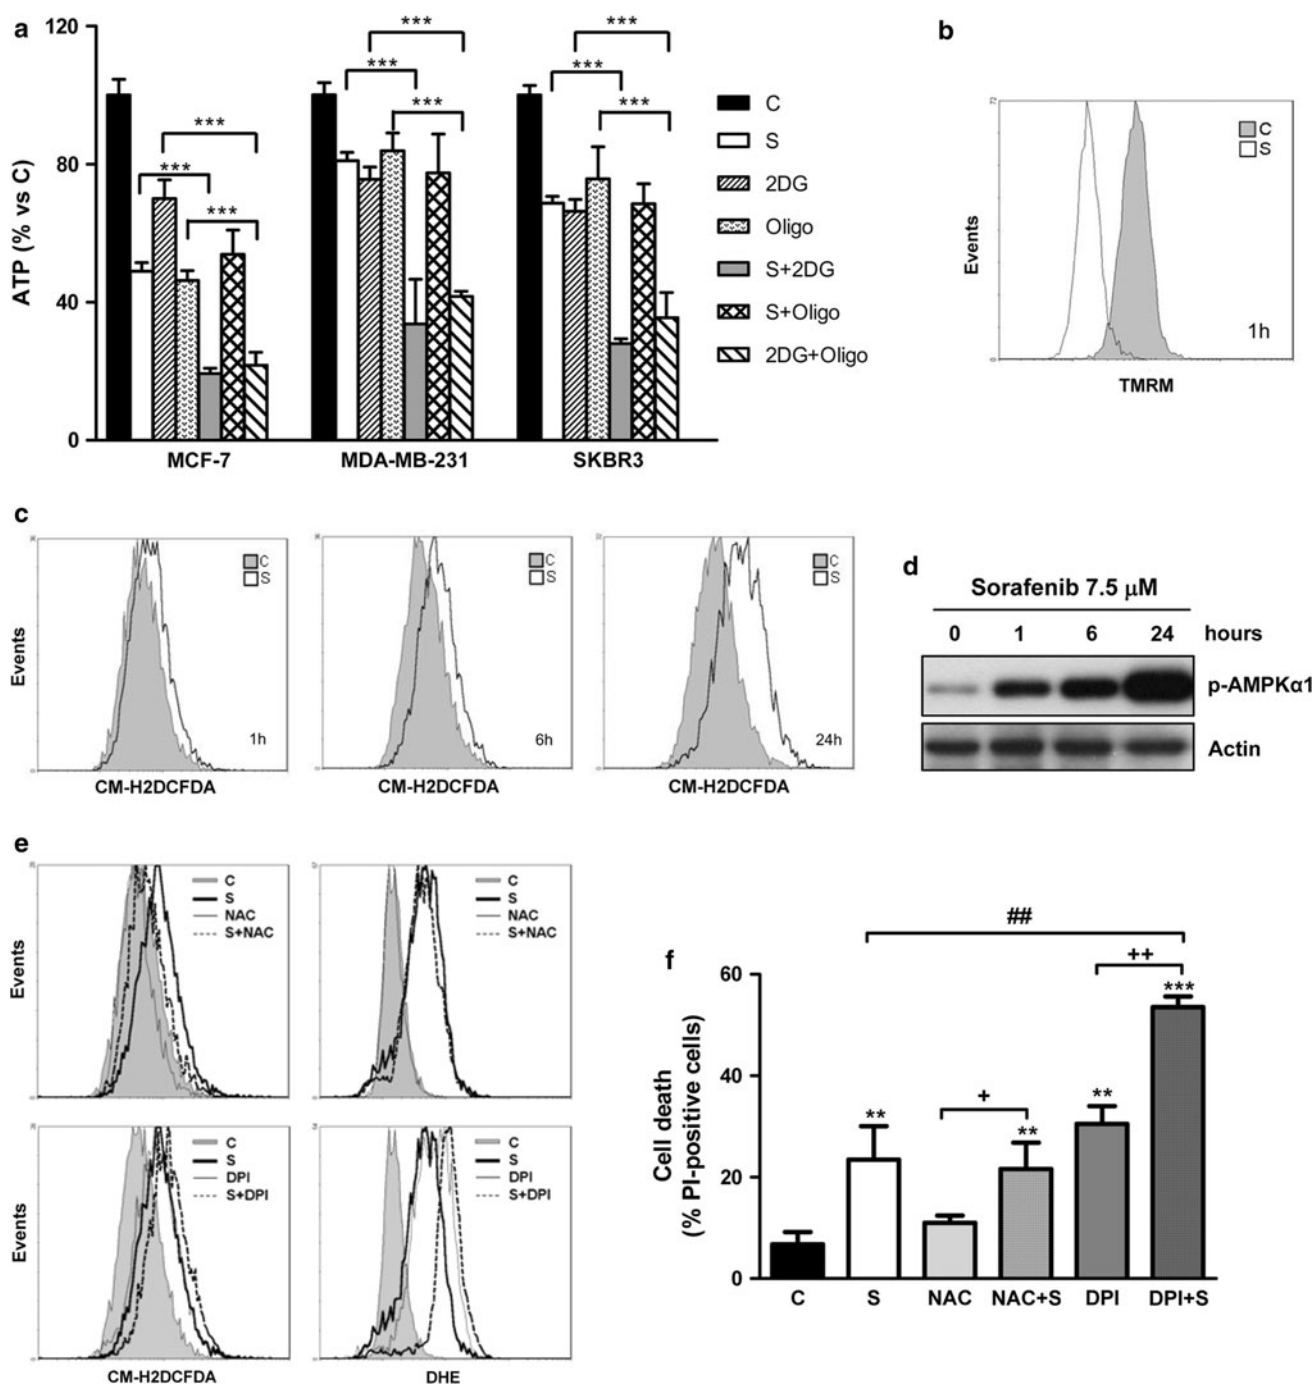 a
120
80
40
0
ATP (% vs C)
***
***
***
***
***
***
***
***
***
MCF-7
MDA-MB-231
SKBR3
C
S
2DG
Oligo
S+2DG
S+Oligo
2DG+Oligo
b
72
Events
C
S
1h
TMRM
c
Events
C
S
1h
CM-H2DCFDA
C
S
6h
CM-H2DCFDA
C
S
24h
CM-H2DCFDA
d
Sorafenib 7.5 µM
0 1 6 24 hours
p-AMPKα1
Actin
e
Events
C
S
NAC
S+NAC
C
S
NAC
S+NAC
Events
C
S
DPI
S+DPI
CM-H2DCFDA
C
S
DPI
S+DPI
DHE
f
Cell death
(% PI-positive cells)
60
40
20
0
##
++
***
**
+
**
**
C S NAC NAC+S DPI DPI+S